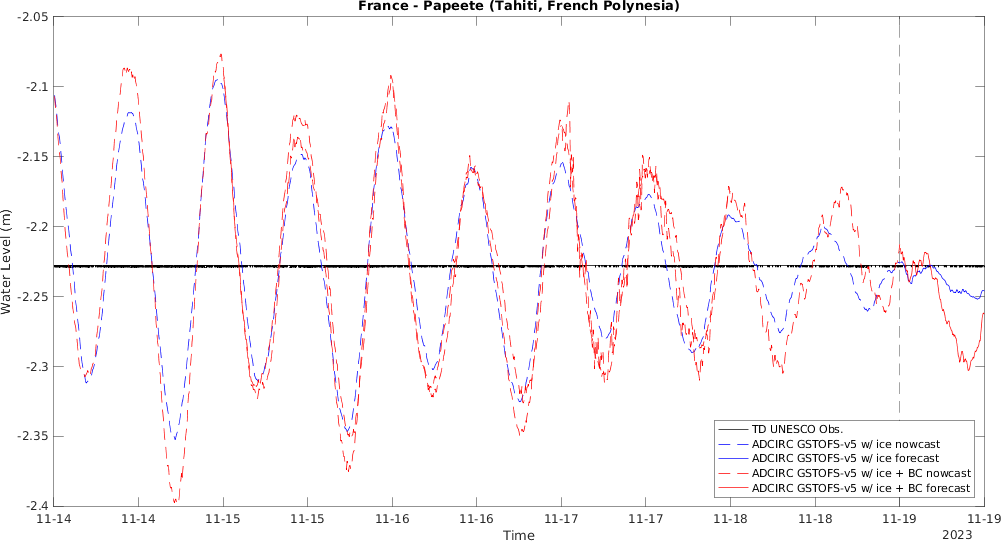 France - Papeete (Tahiti, French Polynesia)
-2.05
-2.1
-2.15
-2.2
-2.25
-2.3
-2.35
-2.4
Water Level (m)
TD UNESCO Obs.
ADCIRC GSTOFS-v5 w/ ice nowcast
ADCIRC GSTOFS-v5 w/ ice forecast
ADCIRC GSTOFS-v5 w/ ice + BC nowcast
ADCIRC GSTOFS-v5 w/ ice + BC forecast
11-14 11-14 11-15 11-15 11-16 11-16 11-17 11-17 11-18 11-18 11-19 11-19
Time
2023